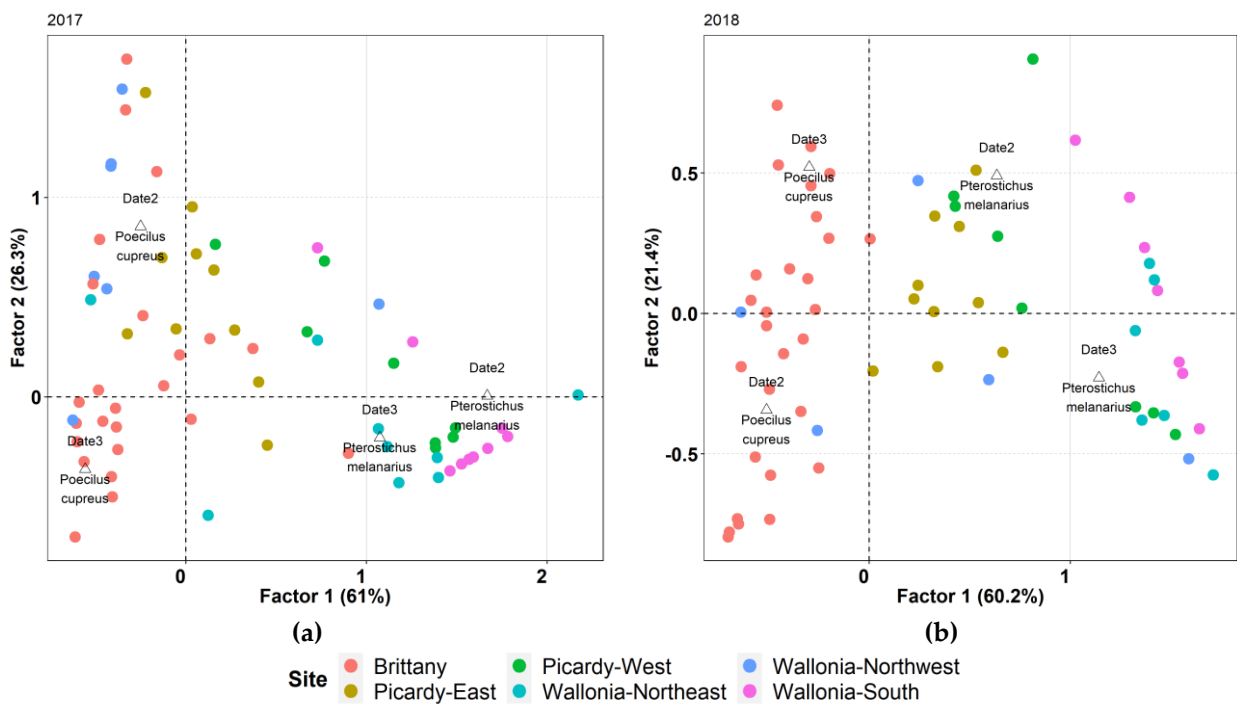 2017
Factor 2 (26.3%)
1
0
Date2
Poecilus
cupreus
Date3
Poecilus
cupreus
Date2
Pterostichus
melanarius
Date3
Pterostichus
melanarius
0
1
2
Factor 1 (61%)
(a)
2018
Factor 2 (21.4%)
0.5
0.0
-0.5
Date3
Poecilus
cupreus
Date2
Pterostichus
melanarius
Date2
Poecilus
cupreus
Date3
Pterostichus
melanarius
0
1
Factor 1 (60.2%)
(b)
Site
Brittany
Picardy-East
Picardy-West
Wallonia-Northeast
Wallonia-Northwest
Wallonia-South